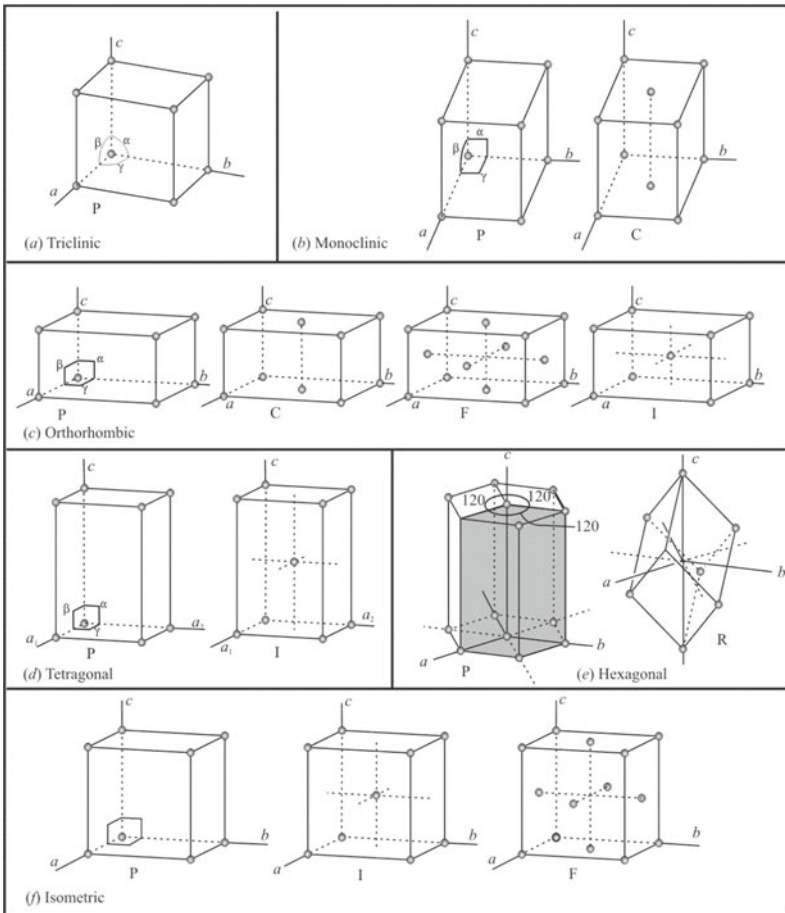 c
β α
γ
b
a
P
(a) Triclinic
c
α
β
γ
b
a
P
c
b
a
C
(b) Monoclinic
c
β α
γ
b
a
P
c
b
a
C
c
b
a
F
c
b
a
I
(c) Orthorhombic
c
β α
γ
a₁
a₂
P
c
a₂
a₁
I
(d) Tetragonal
c
120 120
120
b
a
P
c
b
a
R
(e) Hexagonal
c
b
a
P
I
c
b
a
F
(f) Isometric